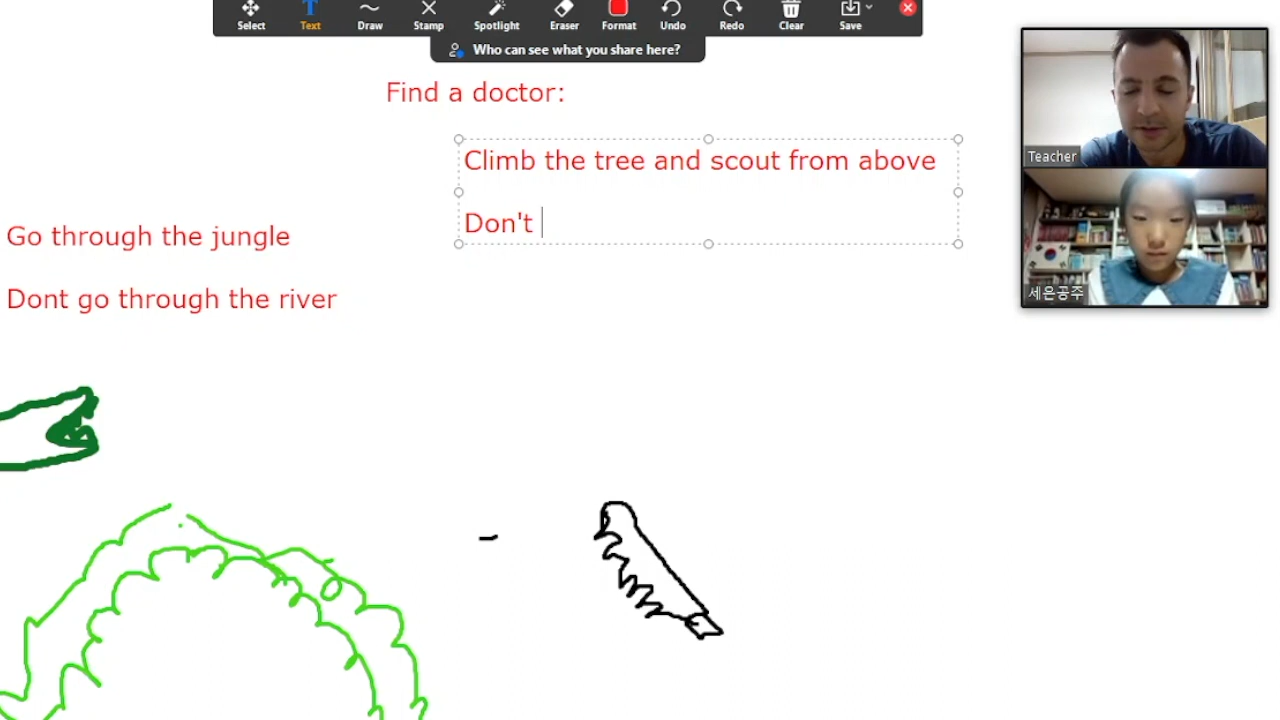 Select Text Draw Stamp Spotlight Eraser Format Undo Redo Clear Save
Who can see what you share here?
Find a doctor:
Climb the tree and scout from above
Don't
Go through the jungle
Dont go through the river
Teacher
세은공주